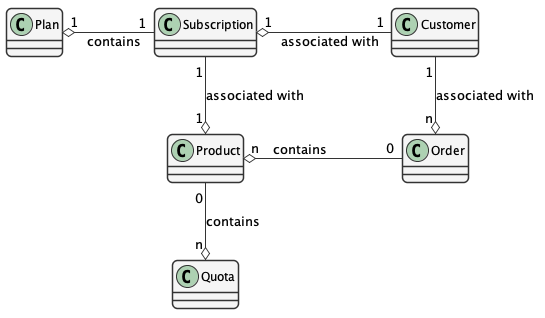 C Plan 1 1 C Subscription 1 1 C Customer
contains associated with
1 1
associated with associated with
1 n
C Product n contains 0 C Order
0
contains
n
C Quota